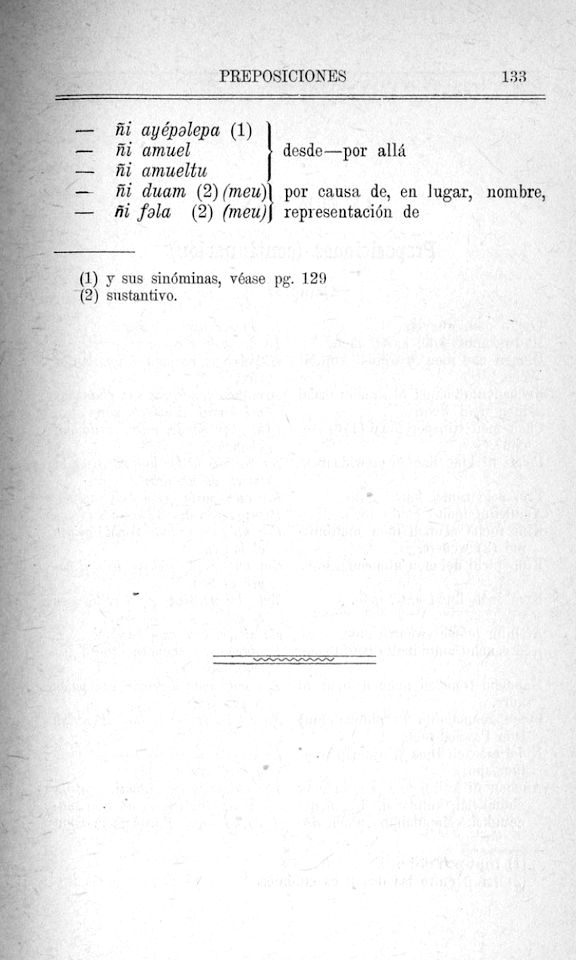 PREPOSICIONES 133
— ñi ayépəlepa (1)
— ñi amuel desde—por allá
— ñi amueltu
— ñi duam (2) (meu) por causa de, en lugar, nombre,
— ñi fəla (2) (meu) representación de
(1) y sus sinóminas, véase pg. 129
(2) sustantivo.